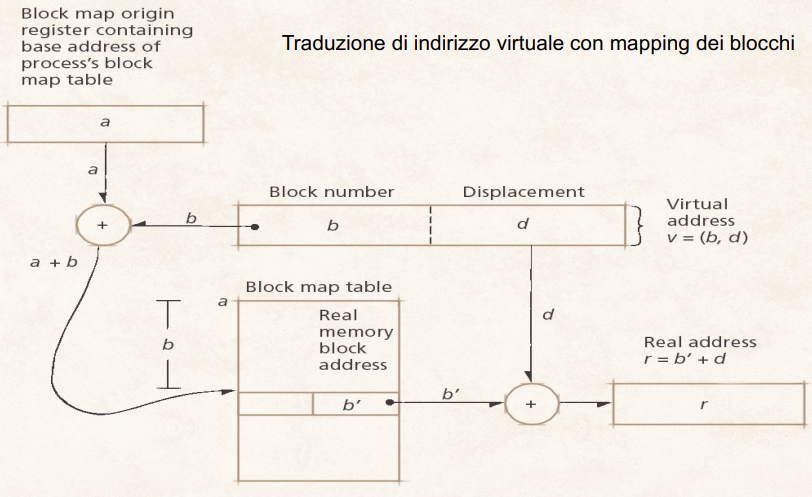 Block map origin
register containing
base address of
process's block
map table
Traduzione di indirizzo virtuale con mapping dei blocchi
a
a
Block number
Displacement
+
b
b
d
Virtual
address
v = (b, d)
a + b
Block map table
a
Real
memory
block
address
b
d
Real address
r = b′ + d
b′
b′
+
r